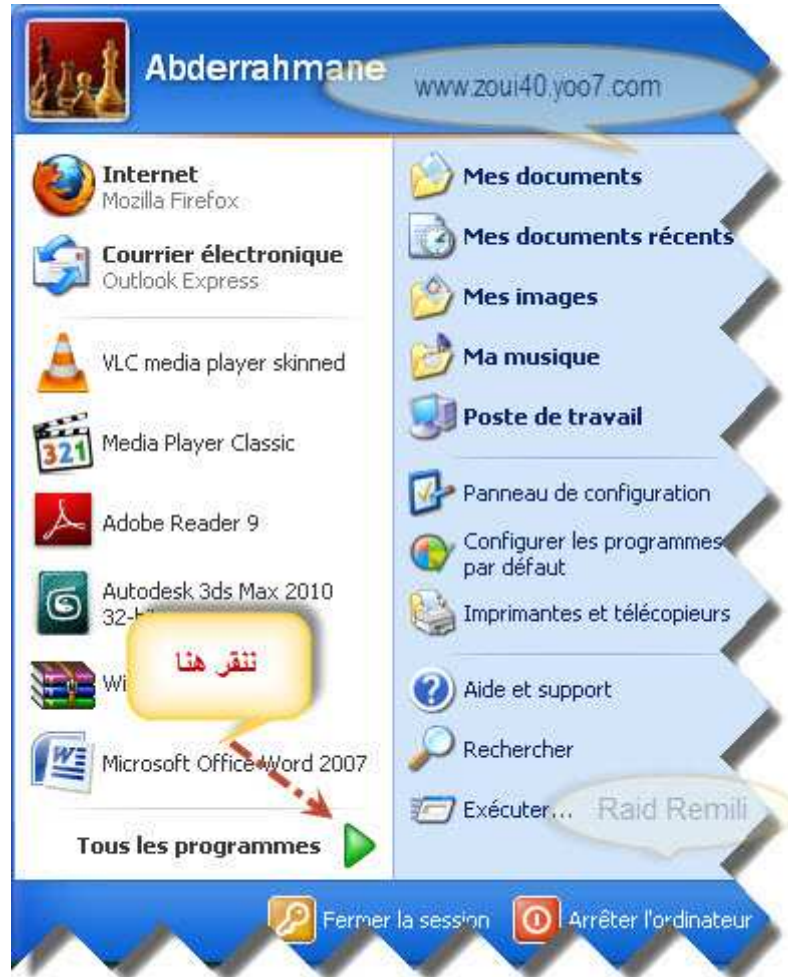 Abderrahmane
www.zoui40.yoo7.com
Internet
Mozilla Firefox
Courrier électronique
Outlook Express
VLC media player skinned
Media Player Classic
321
Adobe Reader 9
Autodesk 3ds Max 2010
ننقر هنا
Microsoft Office Word 2007
Tous les programmes
Mes documents
Mes documents récents
Mes images
Ma musique
Poste de travail
Panneau de configuration
Configurer les programmes
par défaut
Imprimantes et télécopieurs
Aide et support
Rechercher
Exécuter...
Raid Remili
Fermer la session
Arrêter l'ordinateur